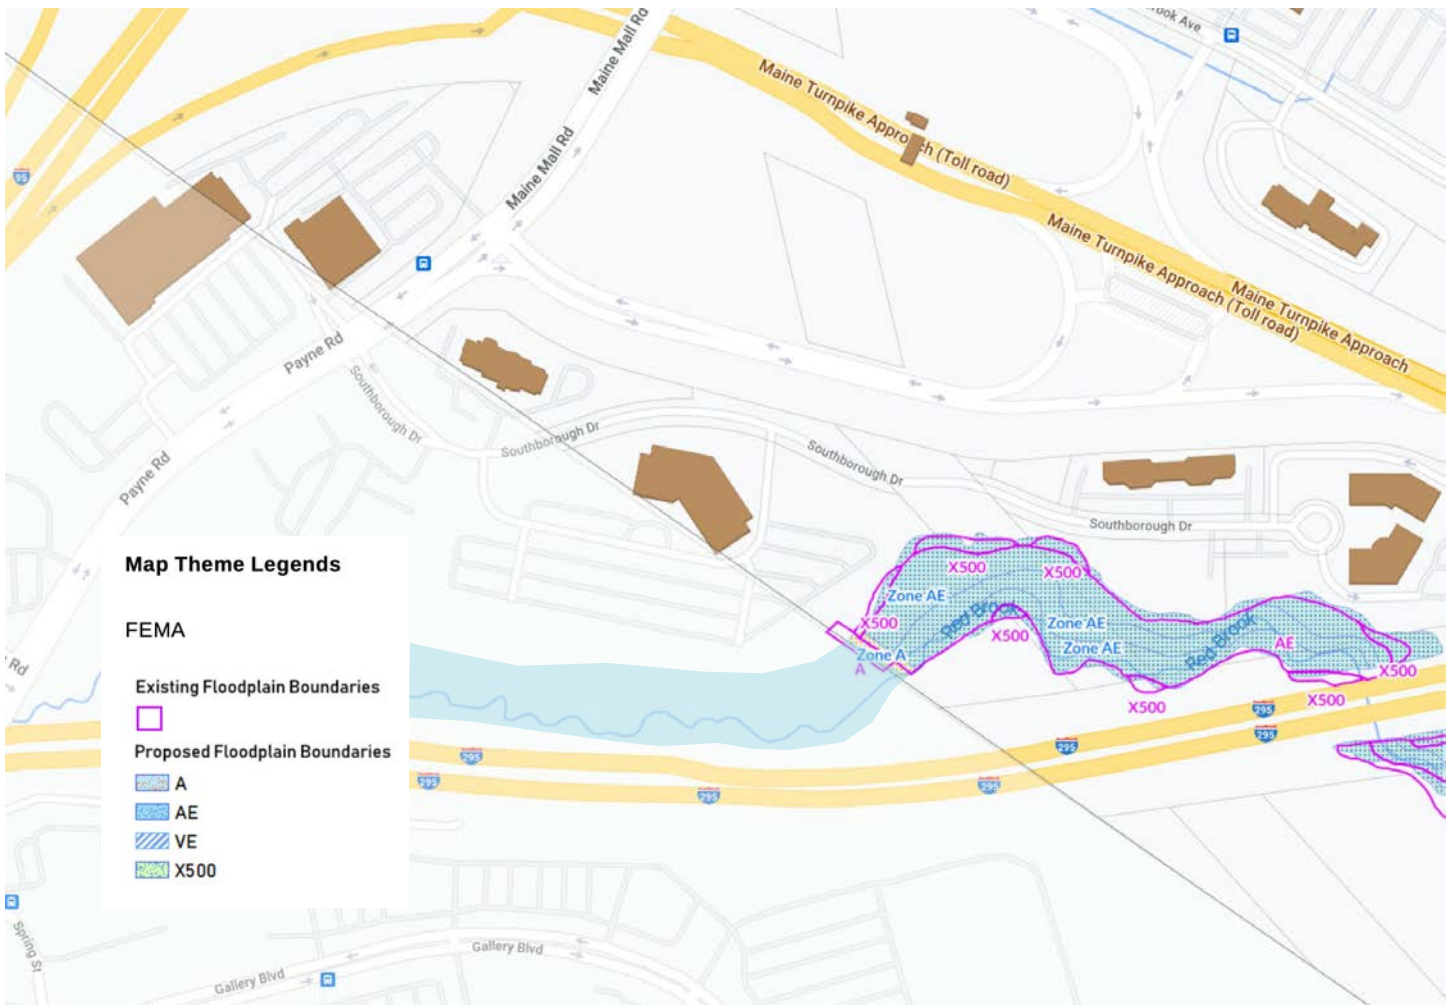 ook Ave
Maine Mall Rd
Maine Turnpike Approach (Toll road)
95
Maine Mall Rd
Maine Turnpike Approach (Toll road)
Maine Turnpike Approach
Payne Rd
Southborough Dr
Southborough Dr
Southborough Dr
Payne Rd
Southborough Dr
Map Theme Legends
FEMA
Existing Floodplain Boundaries
Proposed Floodplain Boundaries
A
AE
VE
X500
X500
X500
Zone AE
X500
Red Brook
X500
Zone AE
Zone AE
Red Brook
AE
Zone A
A
X500
X500
X500
Rd
295
295
295
295
295
295
295
295
Spring St
Gallery Blvd
Gallery Blvd